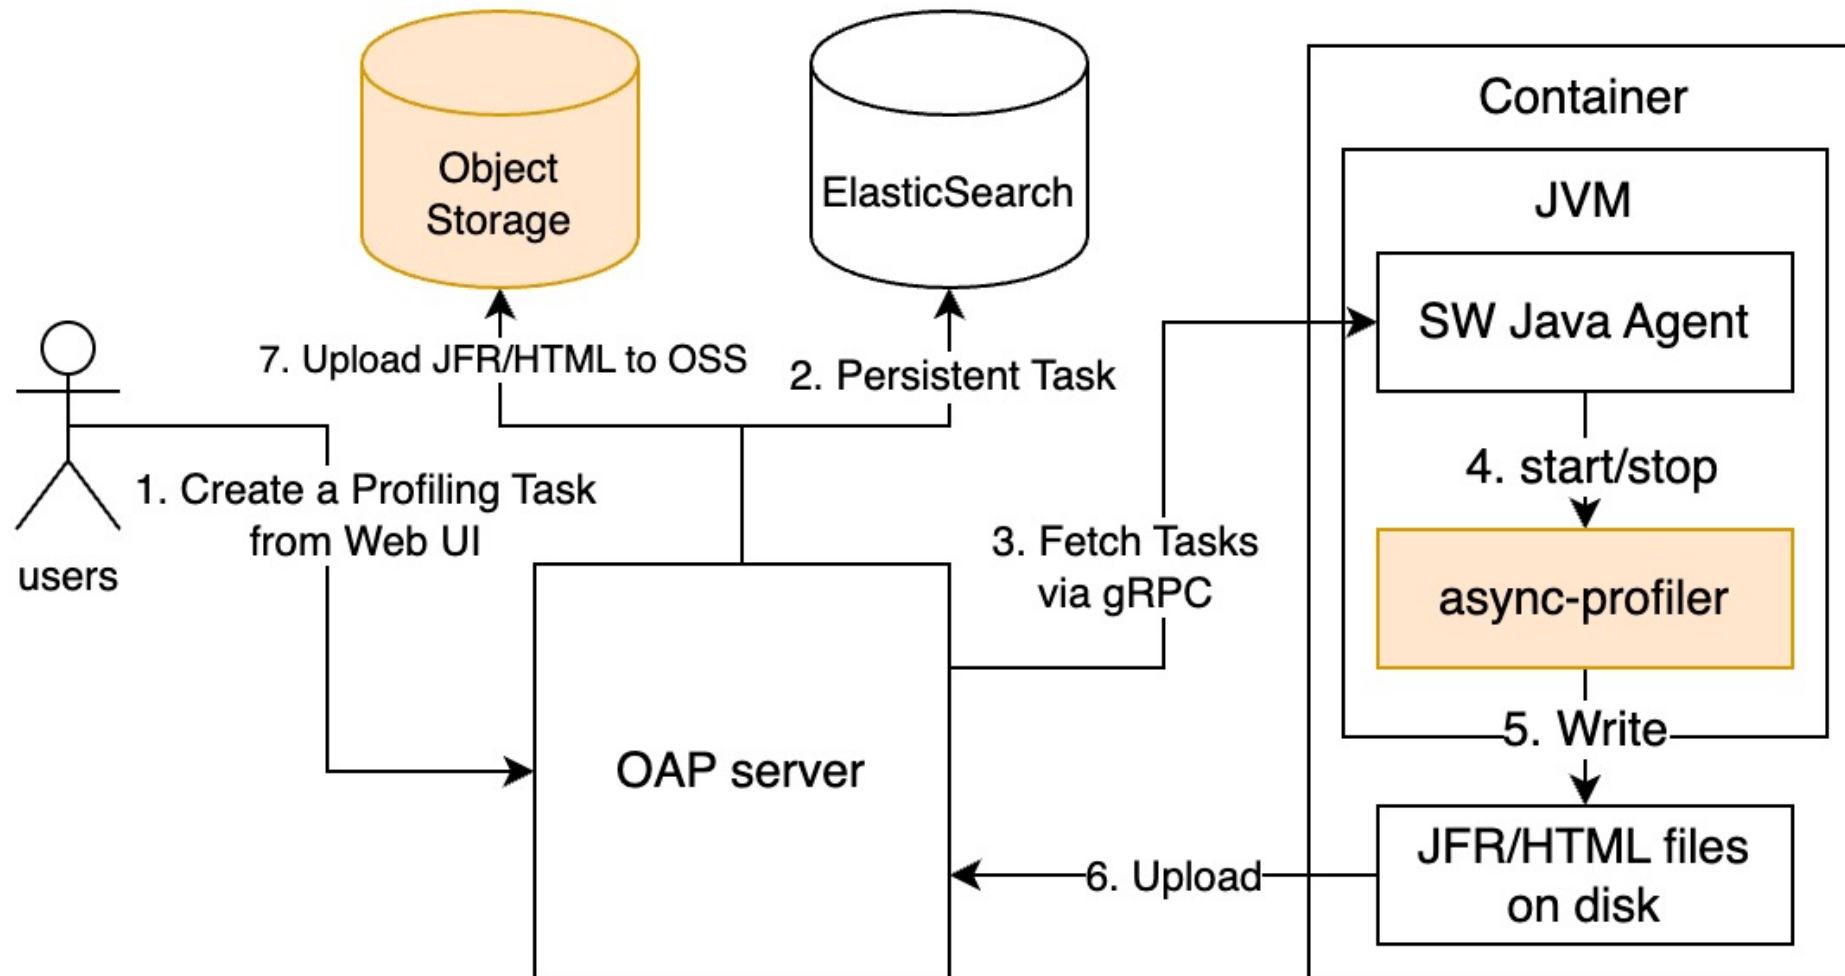 Object
Storage
ElasticSearch
Container
JVM
SW Java Agent
7. Upload JFR/HTML to OSS
2. Persistent Task
users
1. Create a Profiling Task
from Web UI
3. Fetch Tasks
via gRPC
4. start/stop
async-profiler
5. Write
OAP server
6. Upload
JFR/HTML files
on disk